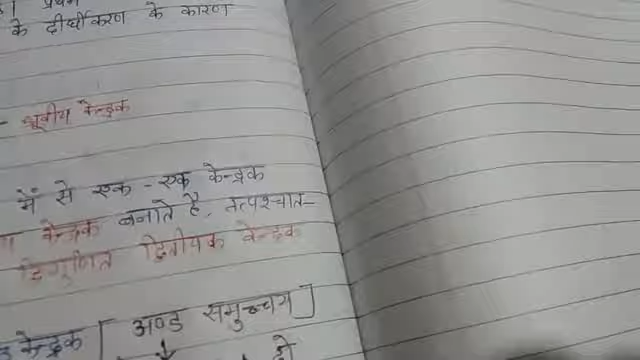 प्रथम
के दीर्घीकरण के कारण
- ध्रुवीय केन्द्रक
में से एक - एक केन्द्रक
केन्द्रक बनाते है, तत्पश्चात-
द्विगुणित द्वितीयक केन्द्रक
केन्द्रक [ अण्ड समुच्चय ]